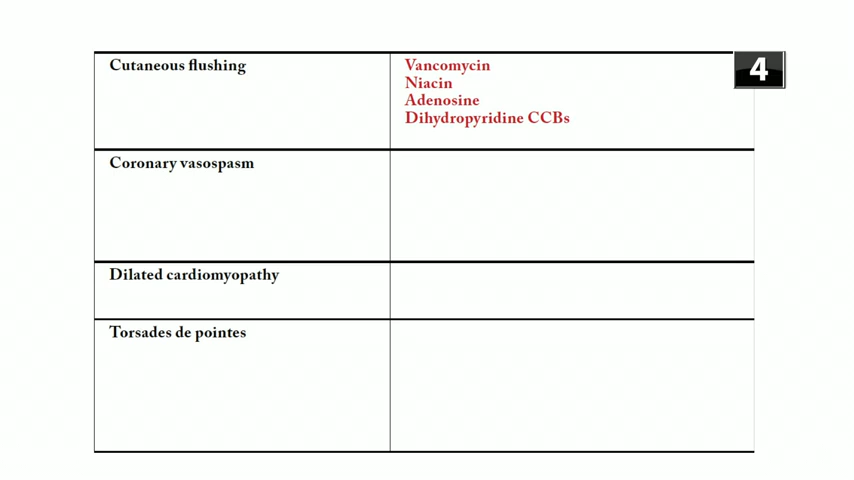 4
Cutaneous flushing
Vancomycin
Niacin
Adenosine
Dihydropyridine CCBs
Coronary vasospasm
Dilated cardiomyopathy
Torsades de pointes